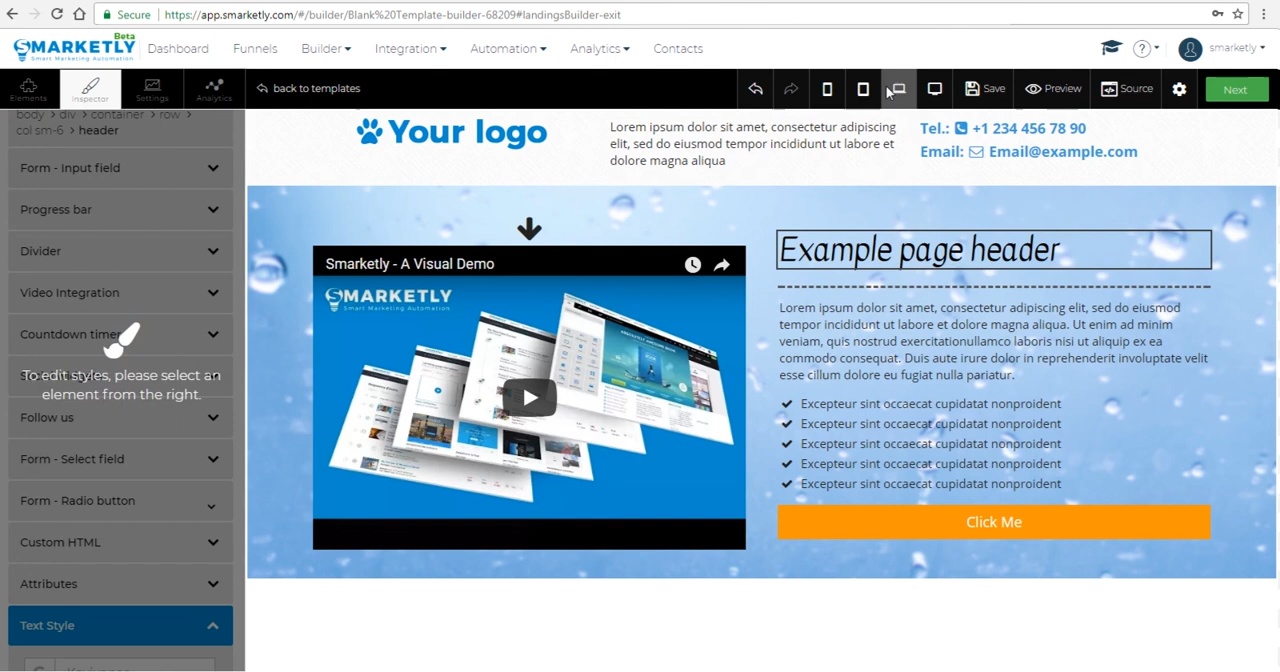 Secure
https://app.smarketly.com/#/builder/Blank%20Template-builder-68209#landingsBuilder-exit
SMARKETLY Beta
Smart Marketing Automation
Dashboard
Funnels
Builder
Integration
Automation
Analytics
Contacts
?
smarketly
Elements
Inspector
Settings
Analytics
back to templates
Save
Preview
Source
Next
body > div > container > row >
col sm-6 > header
Form - Input field
Progress bar
Divider
Video Integration
Countdown timer
To edit styles, please select an
element from the right.
Follow us
Form - Select field
Form - Radio button
Custom HTML
Attributes
Text Style
Your logo
Lorem ipsum dolor sit amet, consectetur adipiscing
elit, sed do eiusmod tempor incididunt ut labore et
dolore magna aliqua
Tel.: +1 234 456 78 90
Email: Email@example.com
Smarketly - A Visual Demo
SMARKETLY
Smart Marketing Automation
Example page header
Lorem ipsum dolor sit amet, consectetur adipiscing elit, sed do eiusmod
tempor incididunt ut labore et dolore magna aliqua. Ut enim ad minim
veniam, quis nostrud exercitationullamco laboris nisi ut aliquip ex ea
commodo consequat. Duis aute irure dolor in reprehenderit involuptate velit
esse cillum dolore eu fugiat nulla pariatur.
Excepteur sint occaecat cupidatat nonproident
Excepteur sint occaecat cupidatat nonproident
Excepteur sint occaecat cupidatat nonproident
Excepteur sint occaecat cupidatat nonproident
Excepteur sint occaecat cupidatat nonproident
Click Me